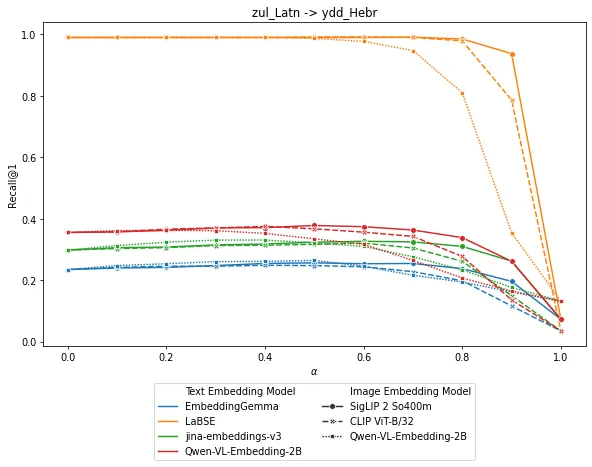 zul_Latn -> ydd_Hebr
Recall@1
1.0
0.8
0.6
0.4
0.2
0.0
0.0 0.2 0.4 0.6 0.8 1.0
α
Text Embedding Model Image Embedding Model
EmbeddingGemma SigLIP 2 So400m
LaBSE CLIP ViT-B/32
jina-embeddings-v3 Qwen-VL-Embedding-2B
Qwen-VL-Embedding-2B